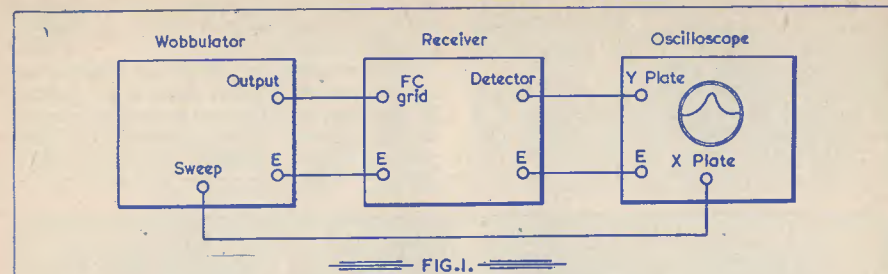 Wobbulator Receiver Oscilloscope
Output FC grid Detector Y Plate
E E E E
Sweep X Plate
FIG.1.